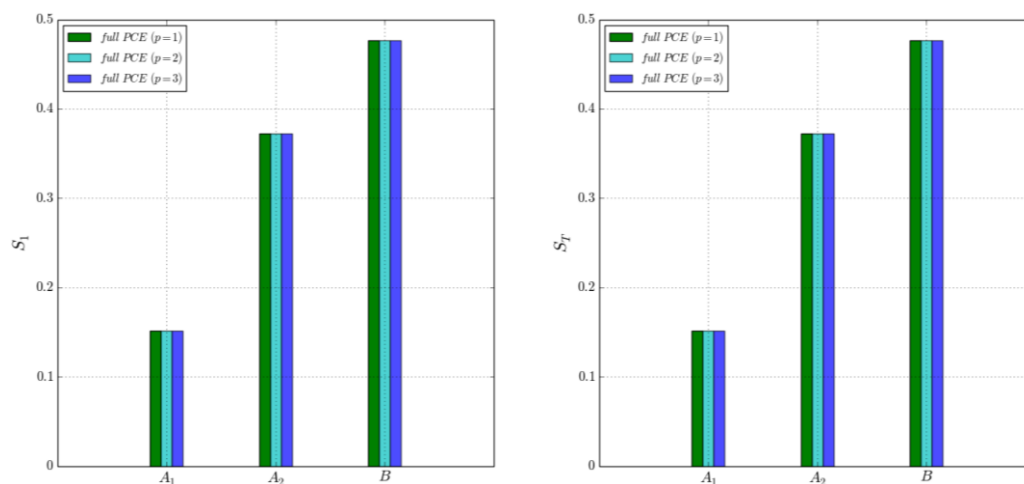 0.5
full PCE (p=1)
full PCE (p=2)
full PCE (p=3)
0.4
0.3
S₁
0.2
0.1
0
A₁
A₂
B
0.5
full PCE (p=1)
full PCE (p=2)
full PCE (p=3)
0.4
0.3
S_T
0.2
0.1
0
A₁
A₂
B